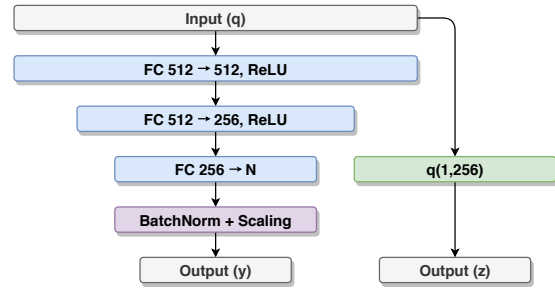 Input (q)
FC 512 → 512, ReLU
FC 512 → 256, ReLU
FC 256 → N
q(1,256)
BatchNorm + Scaling
Output (y)
Output (z)